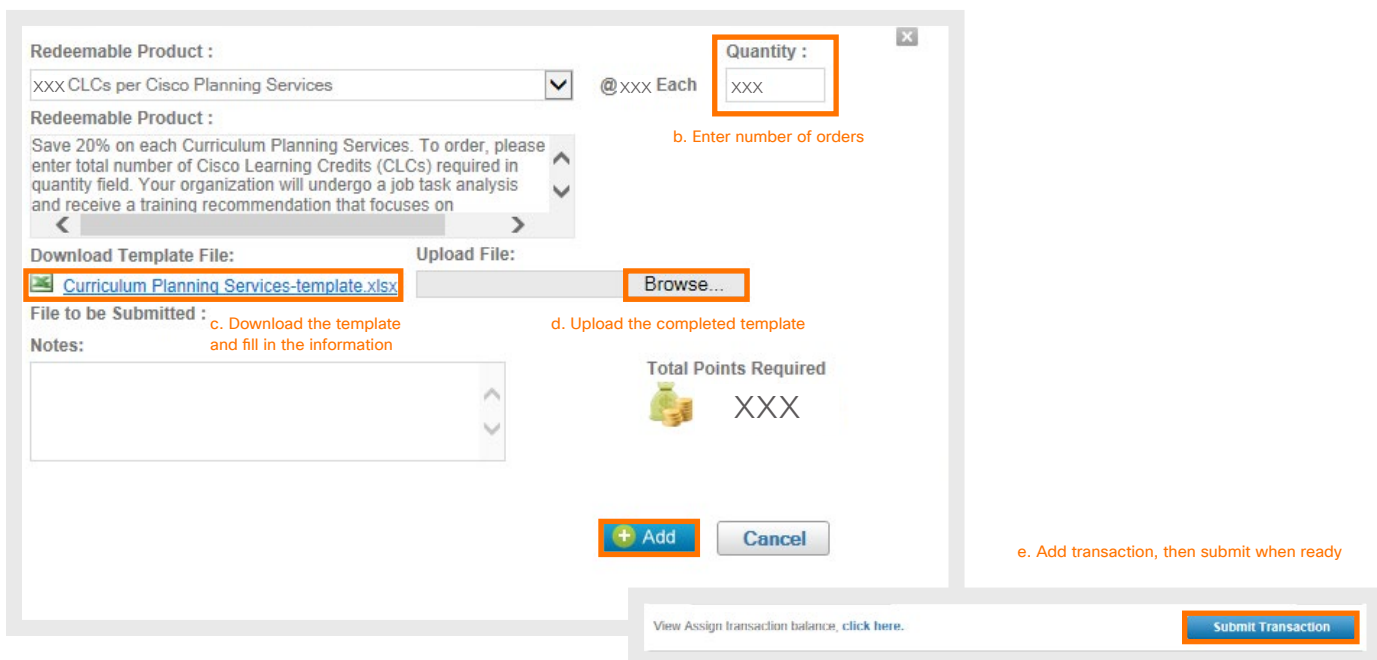 Redeemable Product :
Quantity :
XXX CLCs per Cisco Planning Services
@xxx Each
XXX
Redeemable Product :
b. Enter number of orders
Save 20% on each Curriculum Planning Services. To order, please
enter total number of Cisco Learning Credits (CLCs) required in
quantity field. Your organization will undergo a job task analysis
and receive a training recommendation that focuses on
Download Template File:
Upload File:
Curriculum Planning Services-template.xlsx
Browse...
File to be Submitted :
c. Download the template
and fill in the information
d. Upload the completed template
Notes:
Total Points Required
XXX
Add
Cancel
e. Add transaction, then submit when ready
View Assign transaction balance, click here.
Submit Transaction